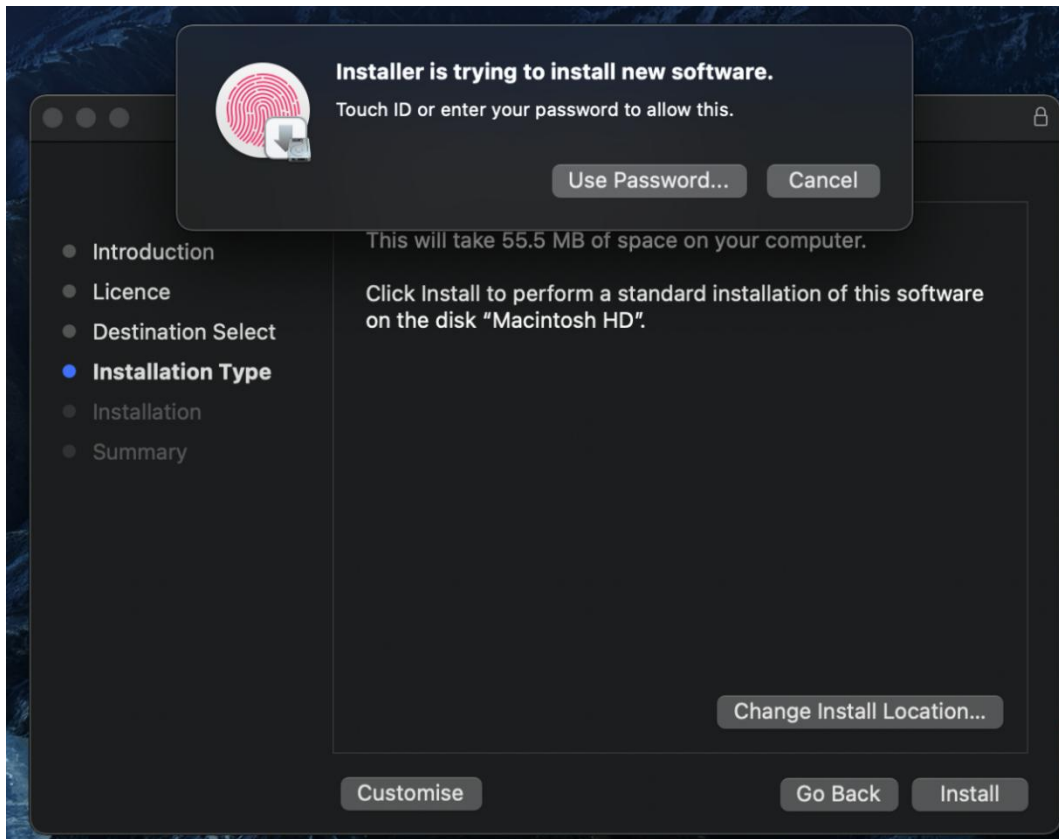 Installer is trying to install new software.
Touch ID or enter your password to allow this.
Use Password...
Cancel
Introduction
Licence
Destination Select
Installation Type
Installation
Summary
This will take 55.5 MB of space on your computer.
Click Install to perform a standard installation of this software
on the disk “Macintosh HD”.
Change Install Location...
Customise
Go Back
Install